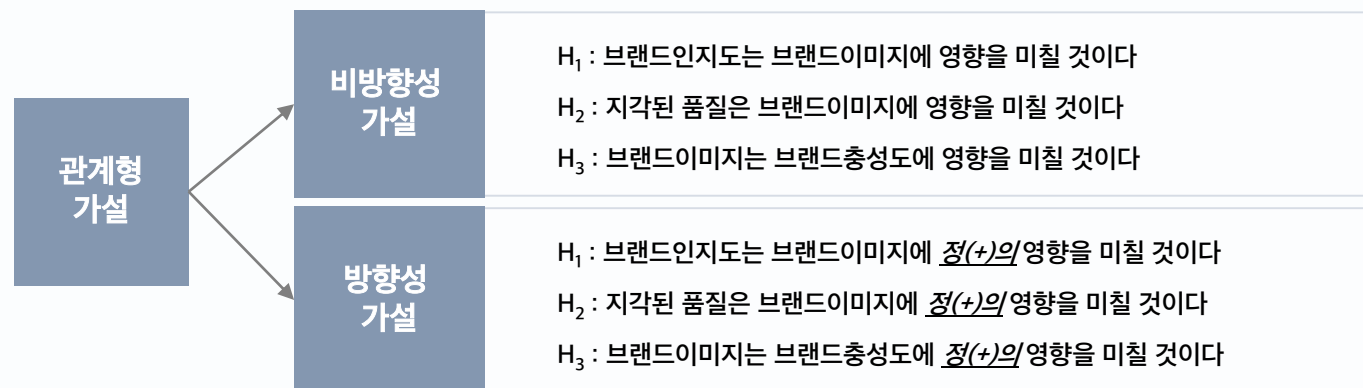 관계형
가설
비방향성
가설
H₁ : 브랜드인지도는 브랜드이미지에 영향을 미칠 것이다
H₂ : 지각된 품질은 브랜드이미지에 영향을 미칠 것이다
H₃ : 브랜드이미지는 브랜드충성도에 영향을 미칠 것이다
방향성
가설
H₁ : 브랜드인지도는 브랜드이미지에 정(+)의 영향을 미칠 것이다
H₂ : 지각된 품질은 브랜드이미지에 정(+)의 영향을 미칠 것이다
H₃ : 브랜드이미지는 브랜드충성도에 정(+)의 영향을 미칠 것이다